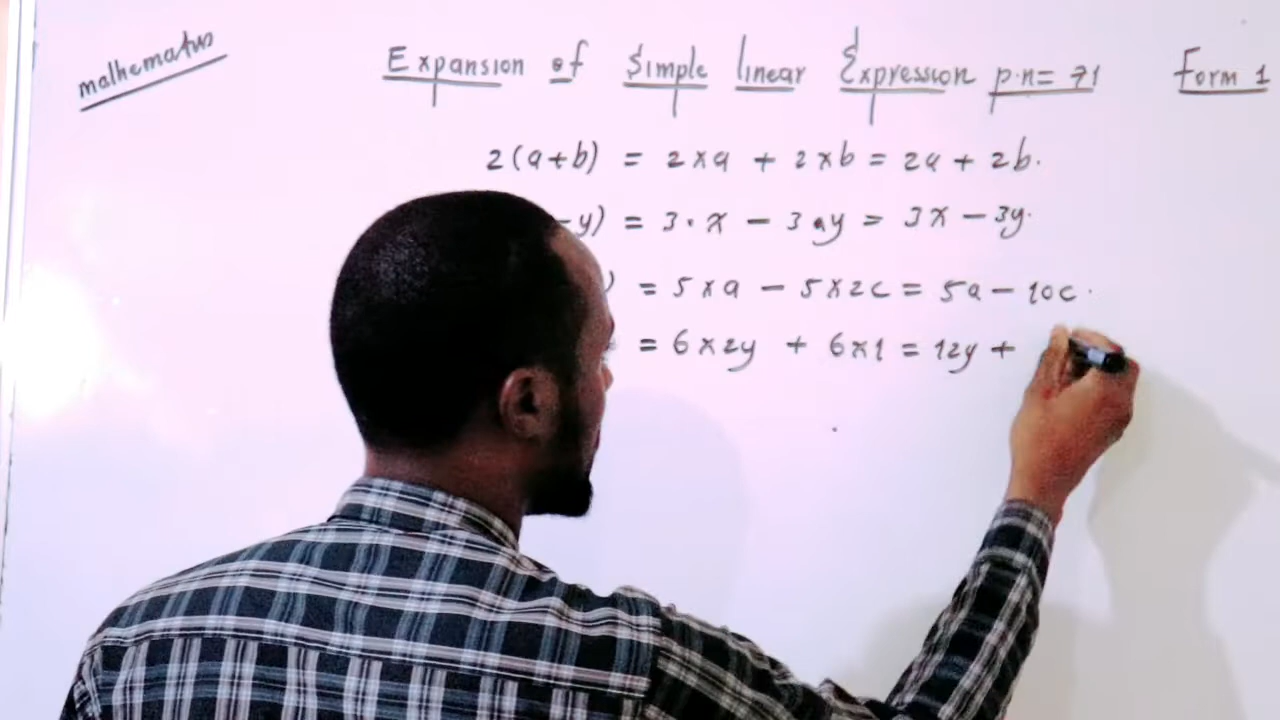 mathematics
Expansion of Simple linear Expression p.n= 71 Form 1
2(a+b) = 2×a + 2×b = 2a + 2b.
-y) = 3·x − 3·y = 3x − 3y.
) = 5×a − 5×2c = 5a − 10c.
= 6×2y + 6×1 = 12y +